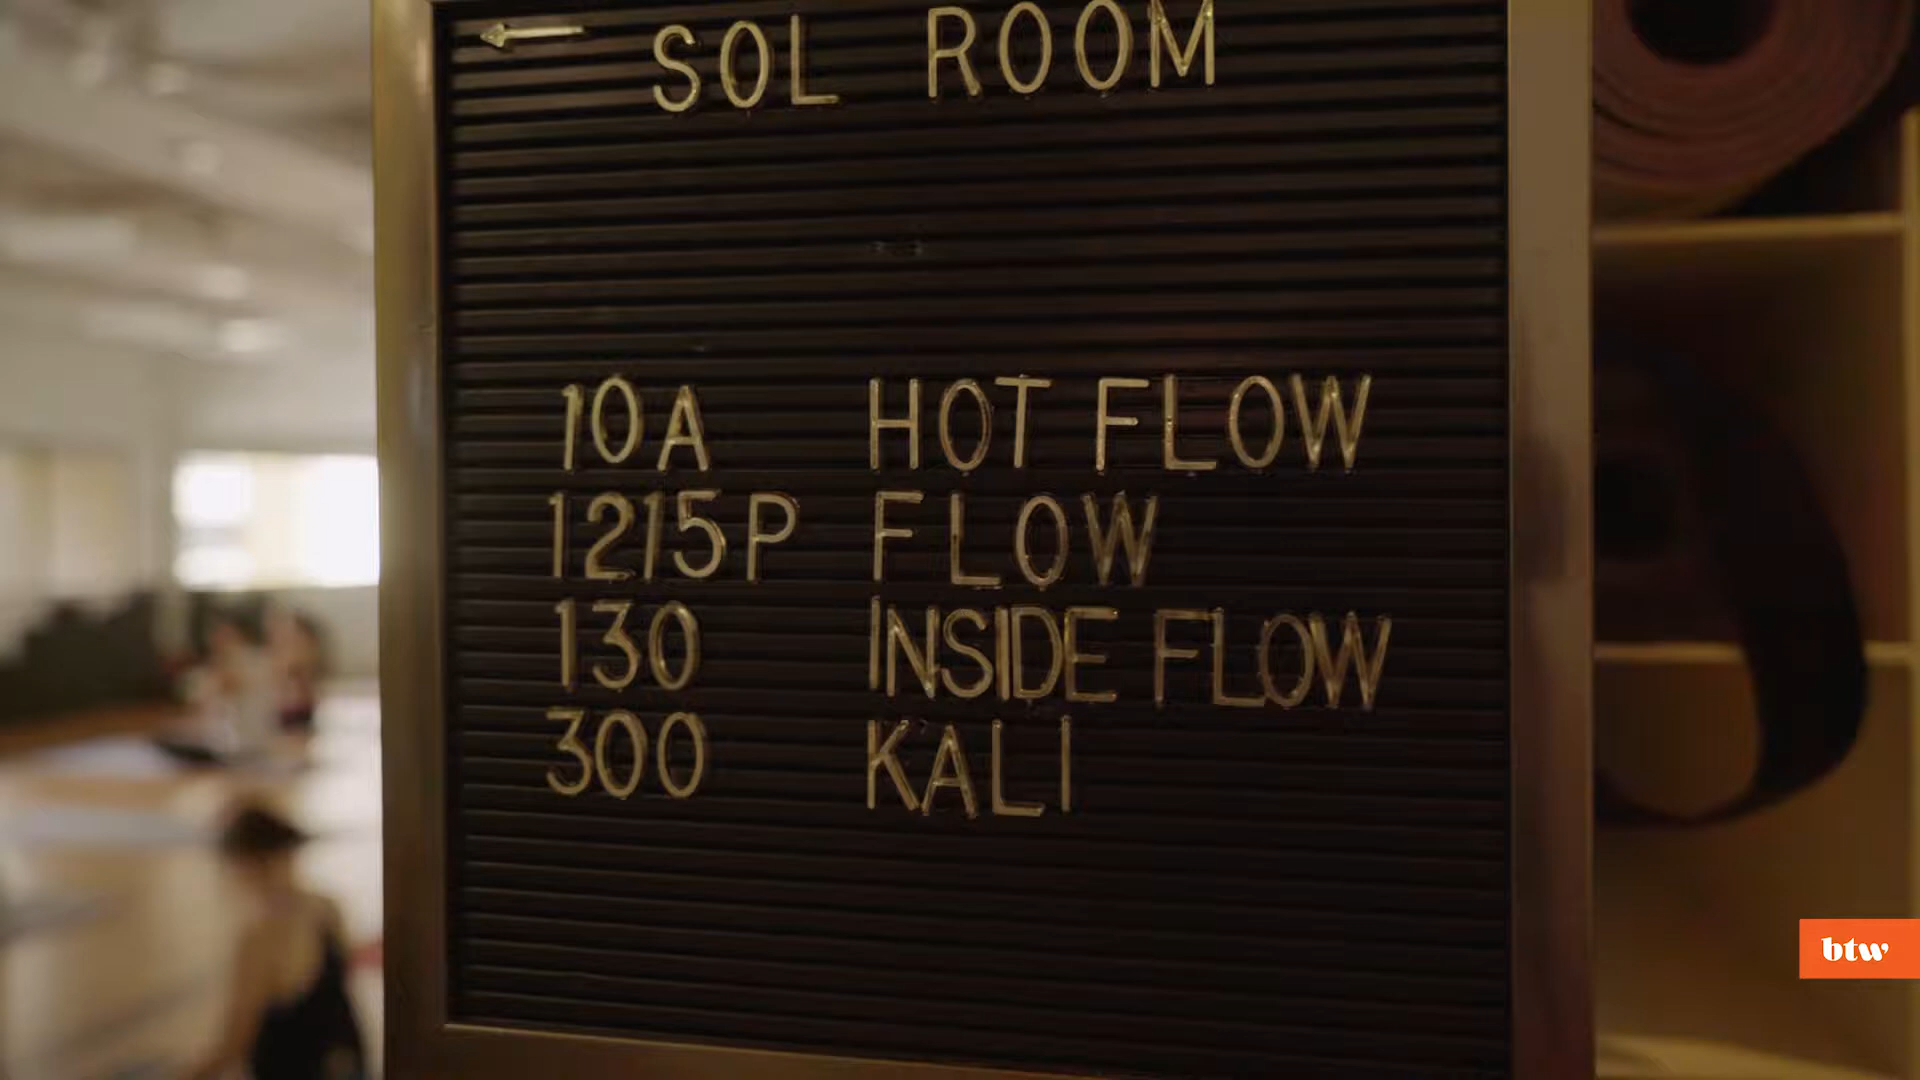 ← SOL ROOM
10A HOT FLOW
1215P FLOW
130 INSIDE FLOW
300 KALI
btw